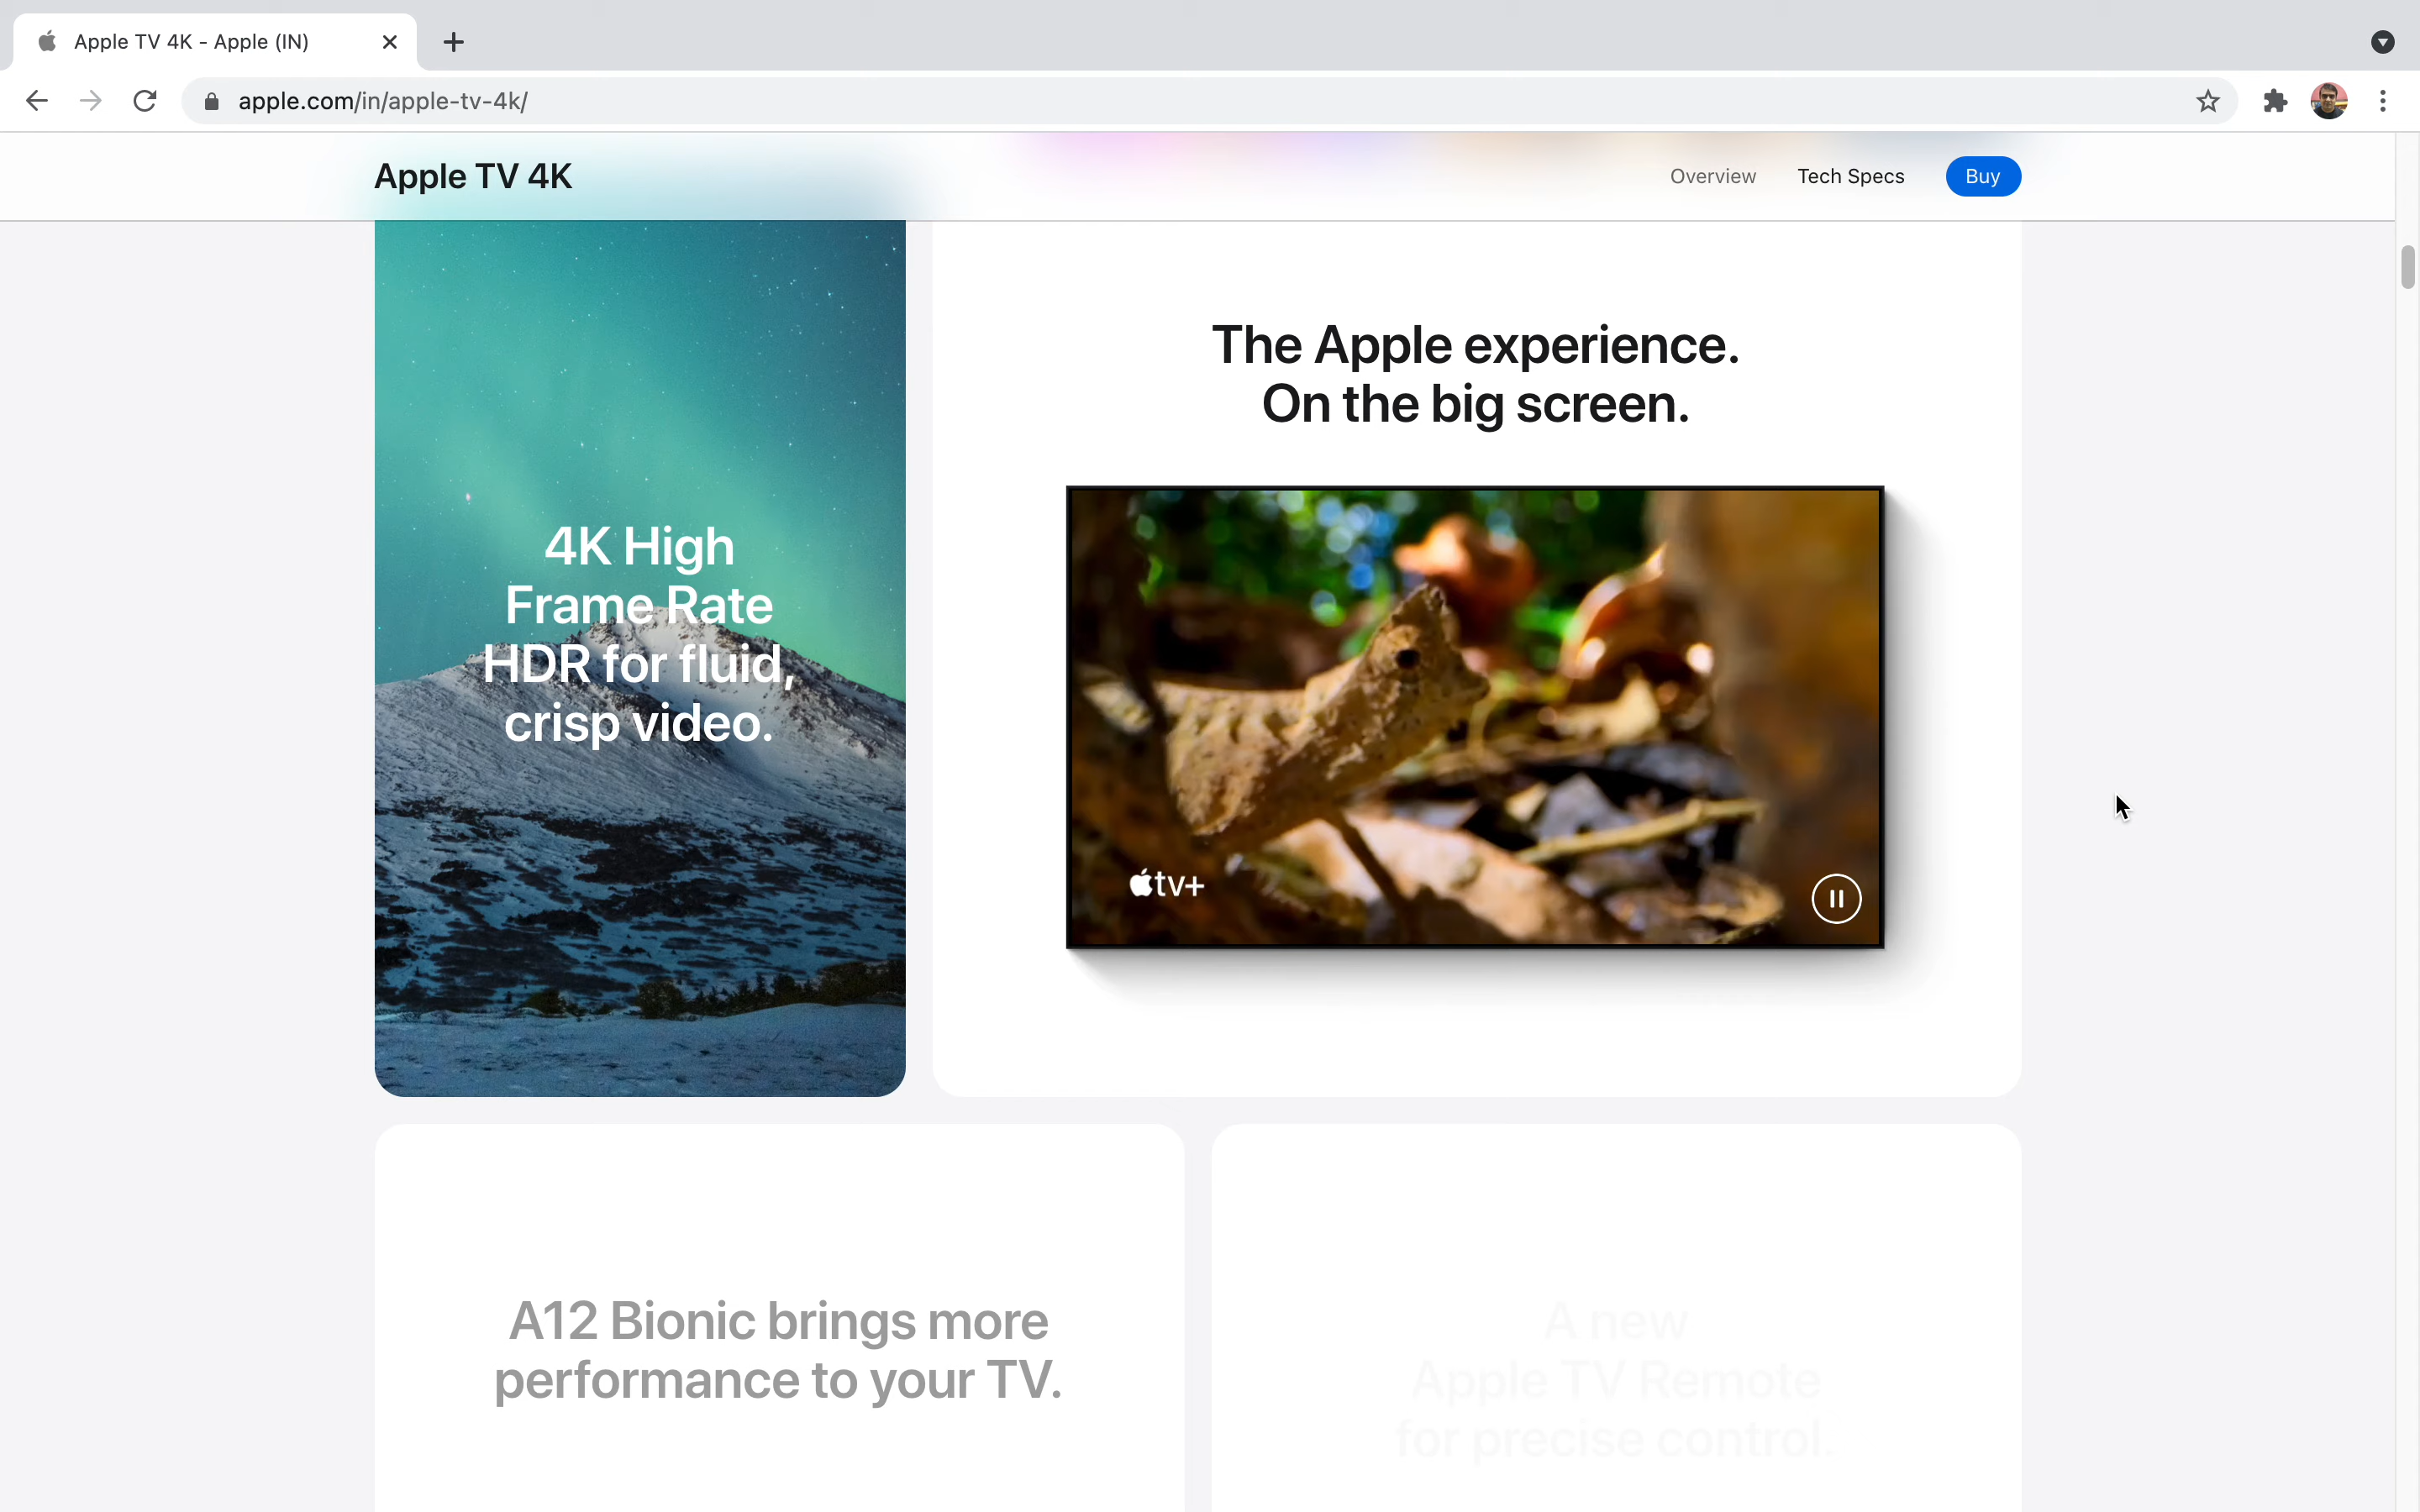 Apple TV 4K - Apple (IN)
apple.com/in/apple-tv-4k/
Apple TV 4K
Overview
Tech Specs
Buy
4K High
Frame Rate
HDR for fluid,
crisp video.
The Apple experience.
On the big screen.
tv+
A12 Bionic brings more
performance to your TV.
A new
Apple TV Remote
for precise control.